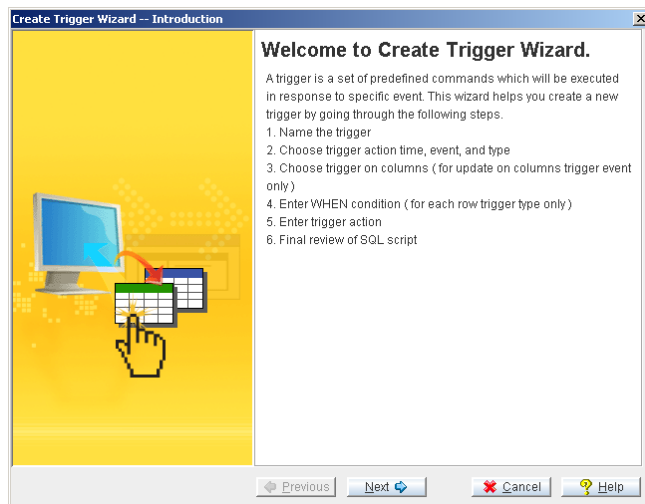 Create Trigger Wizard -- Introduction
Welcome to Create Trigger Wizard.
A trigger is a set of predefined commands which will be executed
in response to specific event. This wizard helps you create a new
trigger by going through the following steps.
1. Name the trigger
2. Choose trigger action time, event, and type
3. Choose trigger on columns ( for update on columns trigger event
only )
4. Enter WHEN condition ( for each row trigger type only )
5. Enter trigger action
6. Final review of SQL script
Previous Next Cancel Help